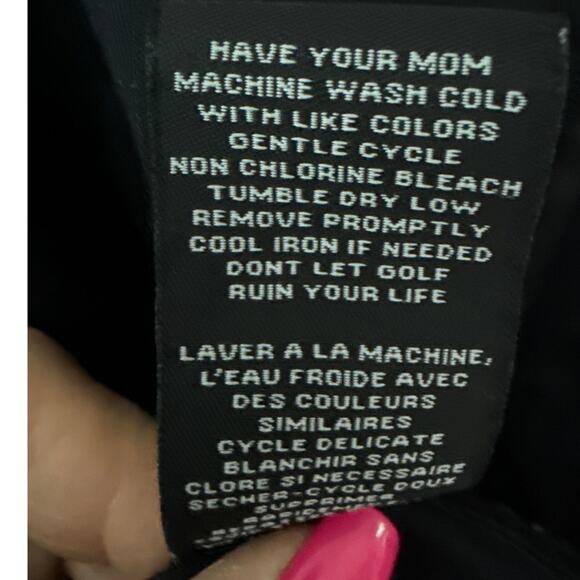 HAVE YOUR MOM
MACHINE WASH COLD
WITH LIKE COLORS
GENTLE CYCLE
NON CHLORINE BLEACH
TUMBLE DRY LOW
REMOVE PROMPTLY
COOL IRON IF NEEDED
DONT LET GOLF
RUIN YOUR LIFE
LAVER A LA MACHINE,
L'EAU FROIDE AVEC
DES COULEURS
SIMILAIRES
CYCLE DELICATE
BLANCHIR SANS
CLORE SI NECESSAIRE
SECHER-CYCLE DOUX
SUPPRIMER